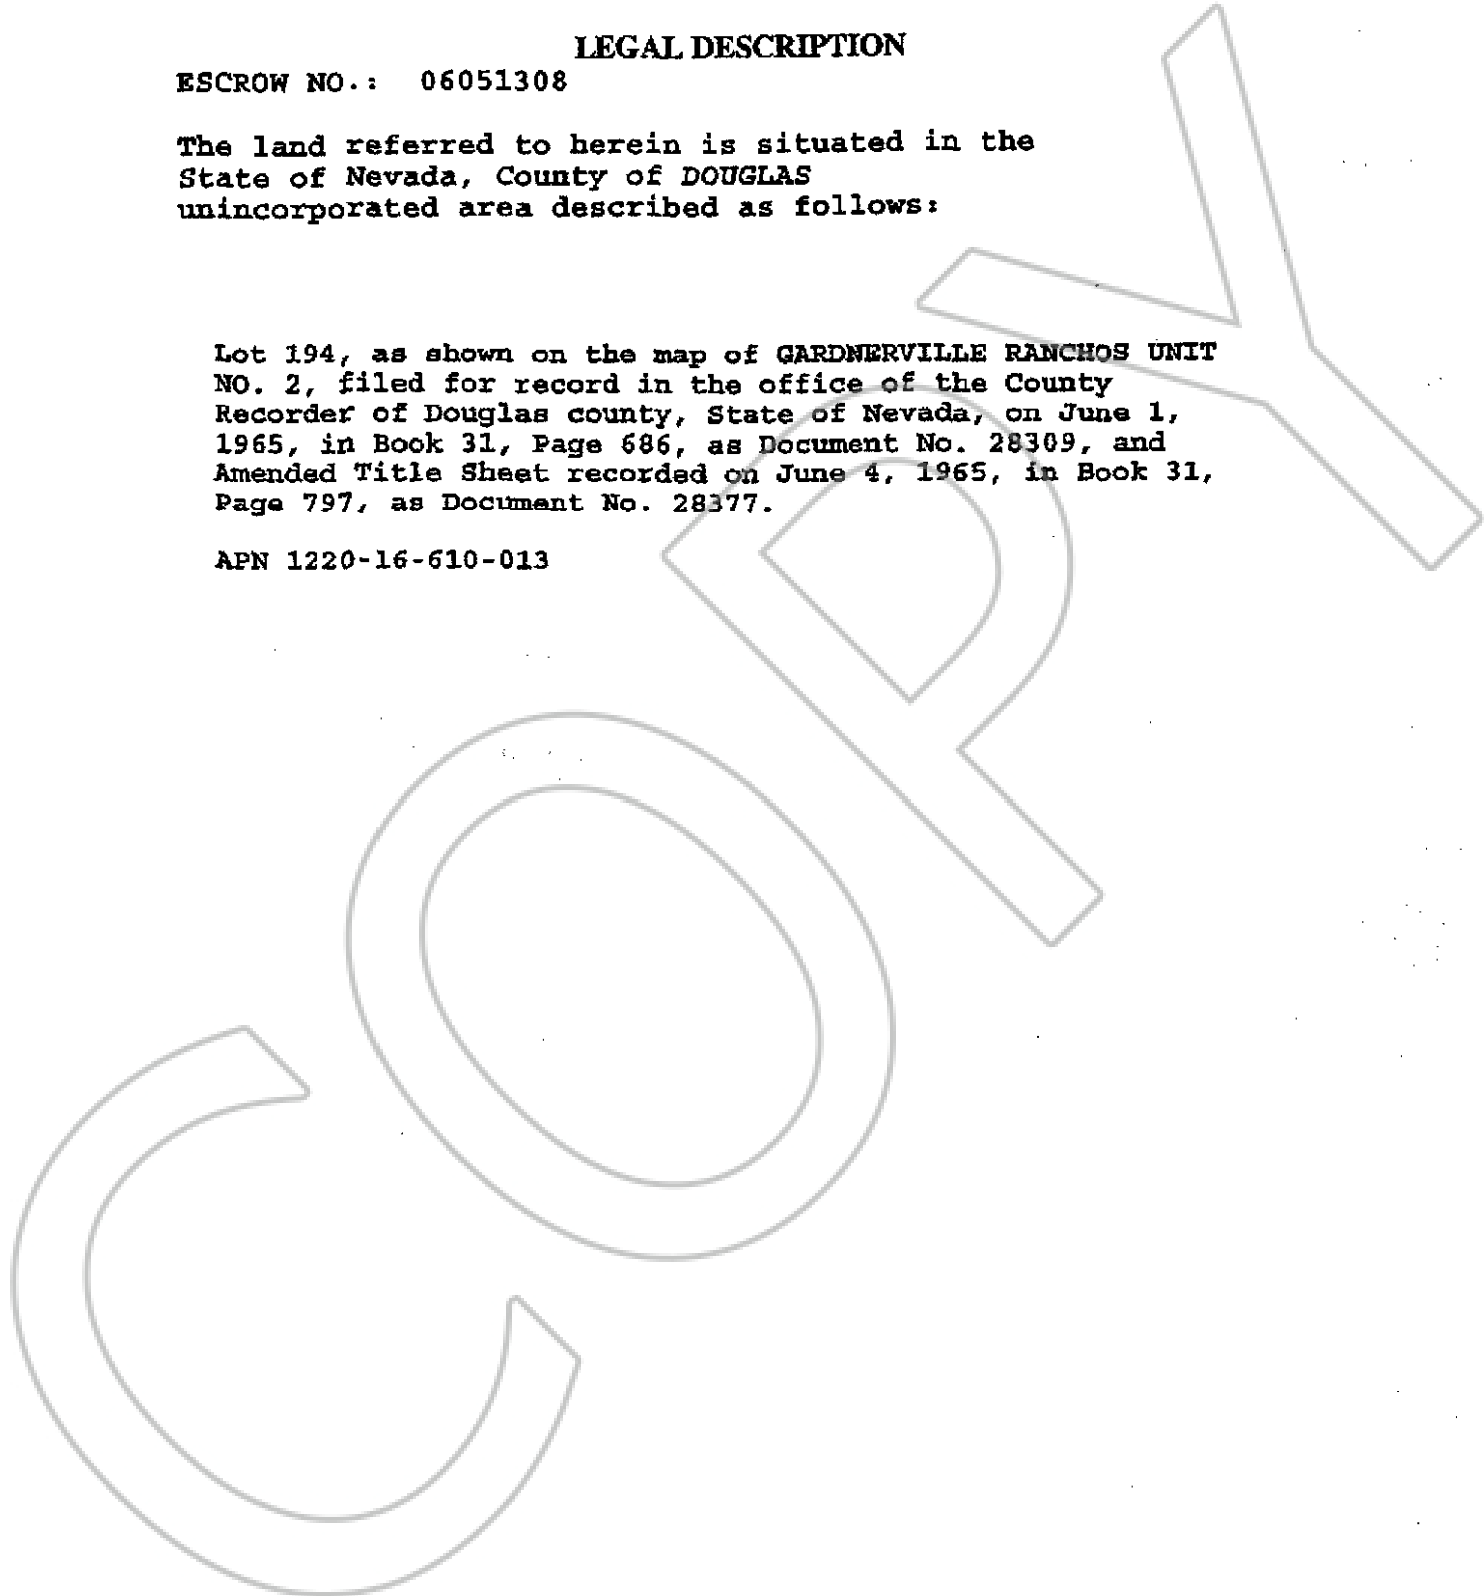 LEGAL DESCRIPTION
ESCROW NO.: 06051308
The land referred to herein is situated in the
State of Nevada, County of DOUGLAS
unincorporated area described as follows:
Lot 194, as shown on the map of GARDNERVILLE RANCHOS UNIT
NO. 2, filed for record in the office of the County
Recorder of Douglas county, State of Nevada, on June 1,
1965, in Book 31, Page 686, as Document No. 28309, and
Amended Title Sheet recorded on June 4, 1965, in Book 31,
Page 797, as Document No. 28377.
APN 1220-16-610-013
COPY